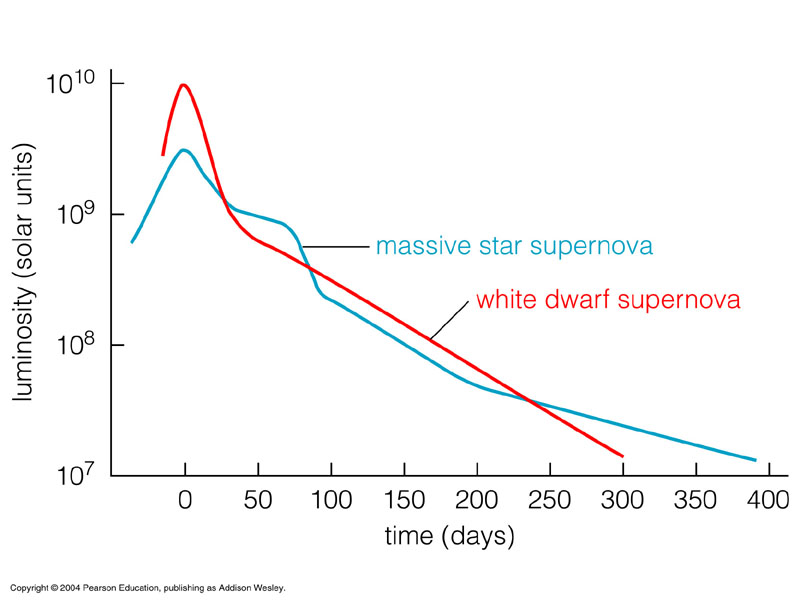 10¹⁰
10⁹
10⁸
10⁷
luminosity (solar units)
massive star supernova
white dwarf supernova
0 50 100 150 200 250 300 350 400
time (days)
Copyright © 2004 Pearson Education, publishing as Addison Wesley.